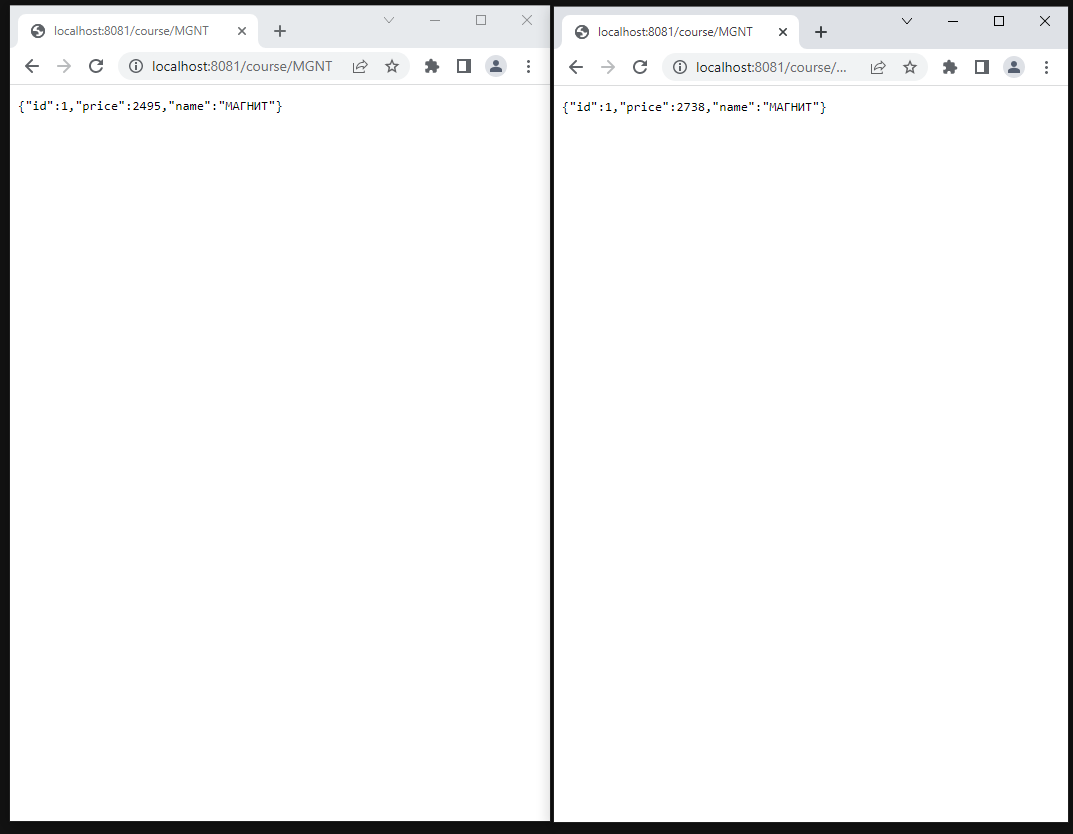 localhost:8081/course/MGNT
localhost:8081/course/MGNT
{"id":1,"price":2495,"name":"МАГНИТ"}
localhost:8081/course/MGNT
localhost:8081/course/...
{"id":1,"price":2738,"name":"МАГНИТ"}